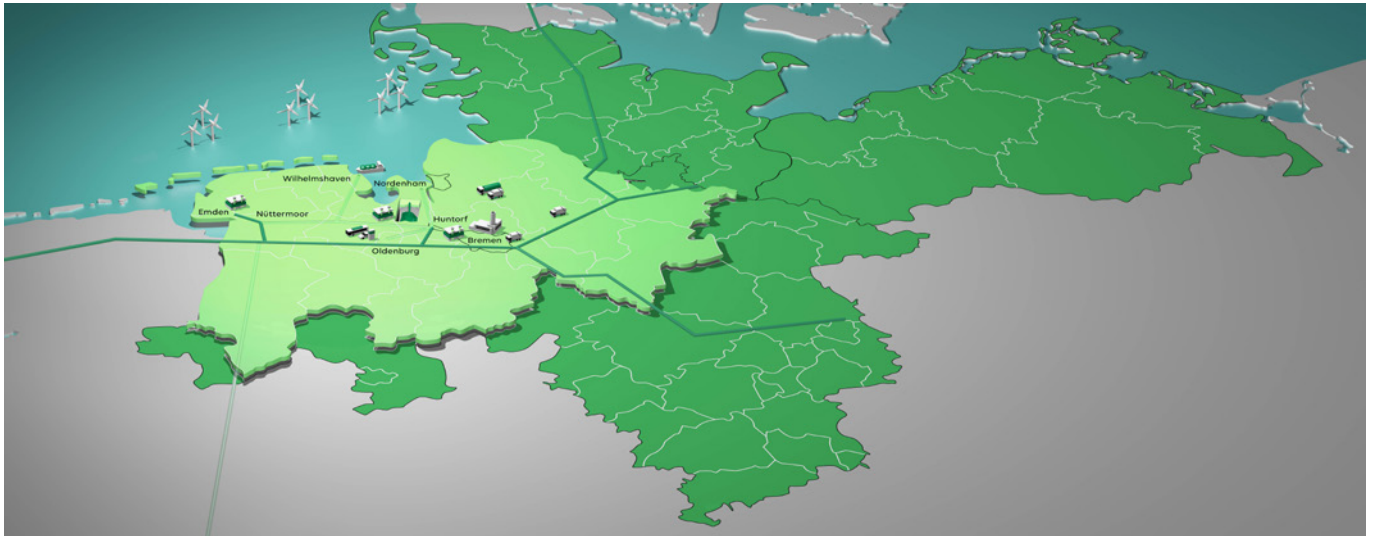 Wilhelmshaven
Nordenham
Emden
Nüttermoor
Huntorf
Bremen
Oldenburg